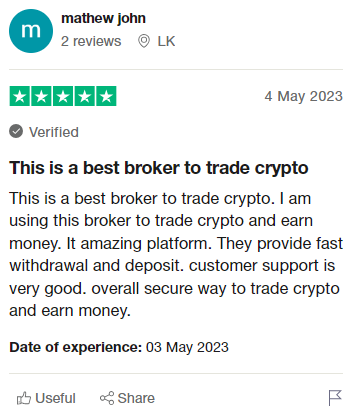 m
mathew john
2 reviews LK
4 May 2023
Verified
This is a best broker to trade crypto
This is a best broker to trade crypto. I am
using this broker to trade crypto and earn
money. It amazing platform. They provide fast
withdrawal and deposit. customer support is
very good. overall secure way to trade crypto
and earn money.
Date of experience: 03 May 2023
Useful Share